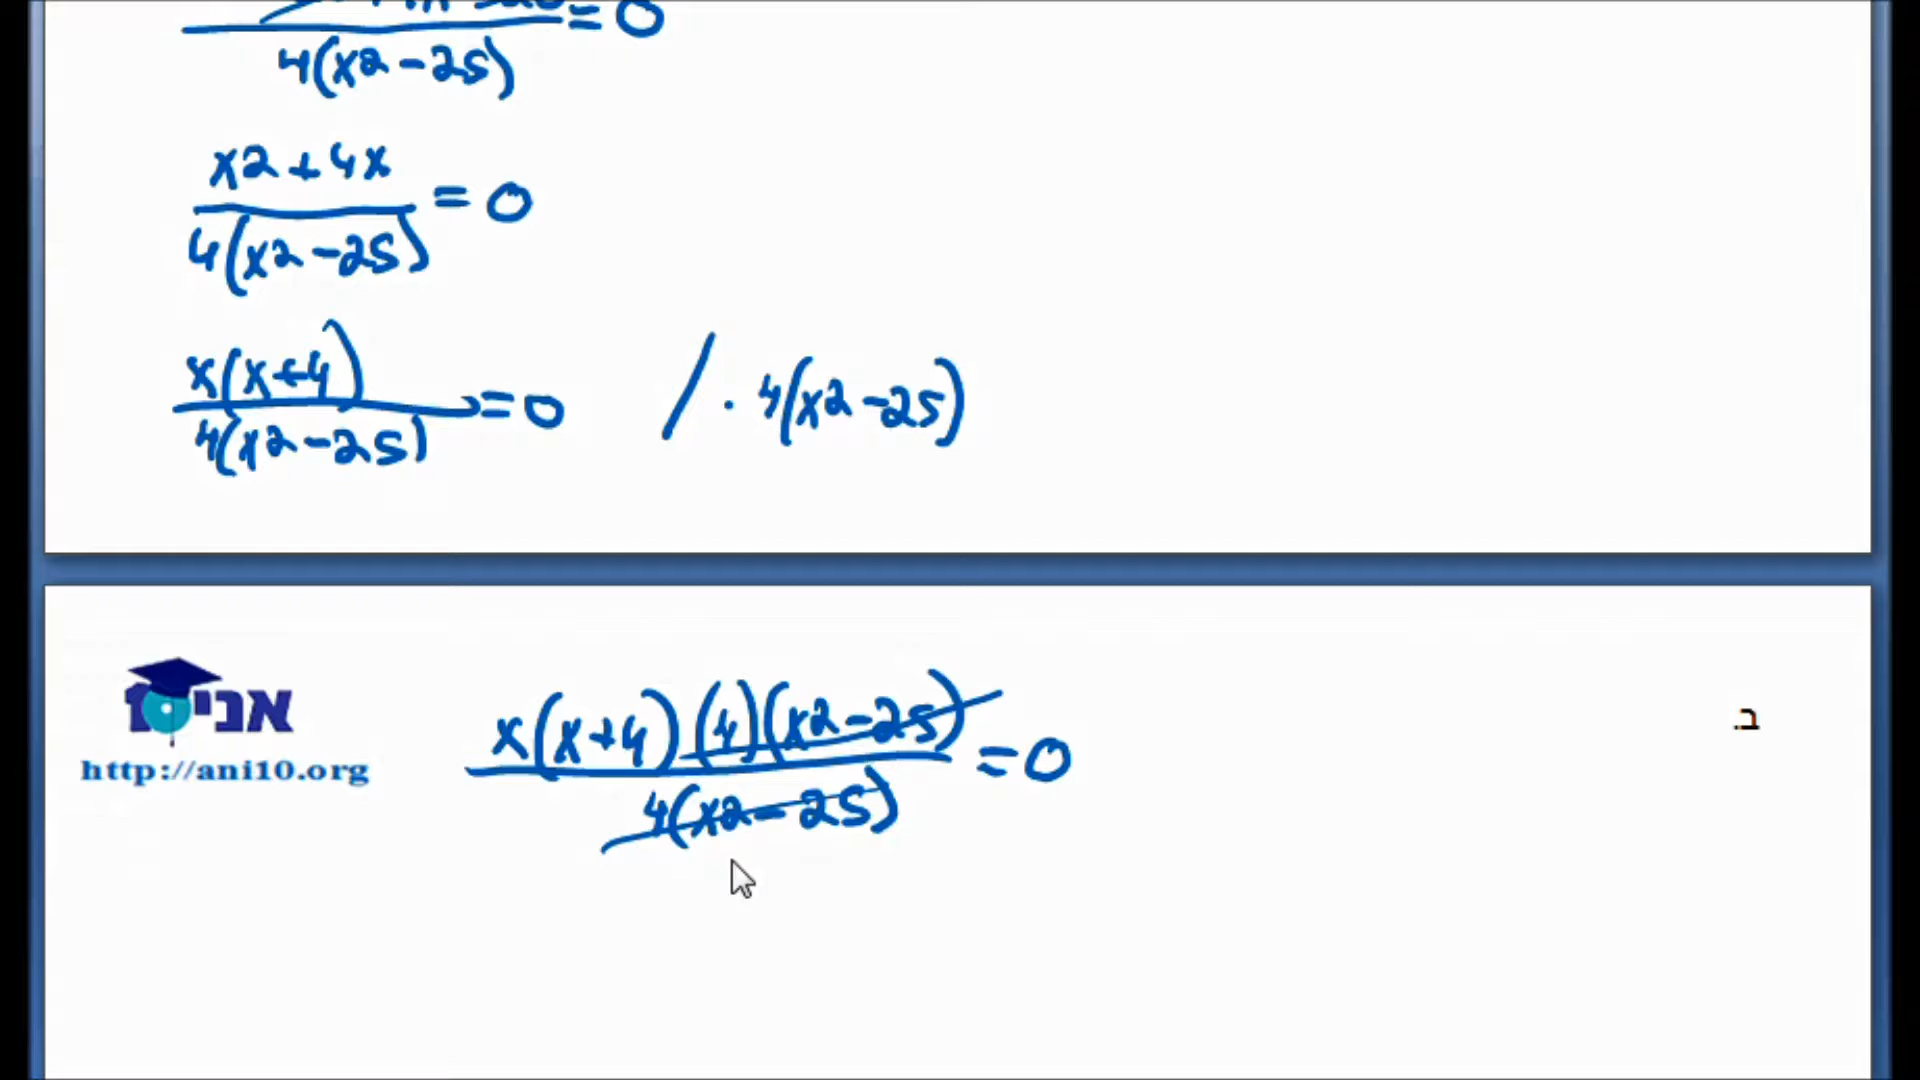 = 0
4(x2-25)
x2+4x
= 0
4(x2-25)
x(x+4)
=0 / · 4(x2-25)
4(x2-25)
אני10
http://ani10.org
x(x+4)(4)(x2-25)
=0
4(x2-25)
ב.